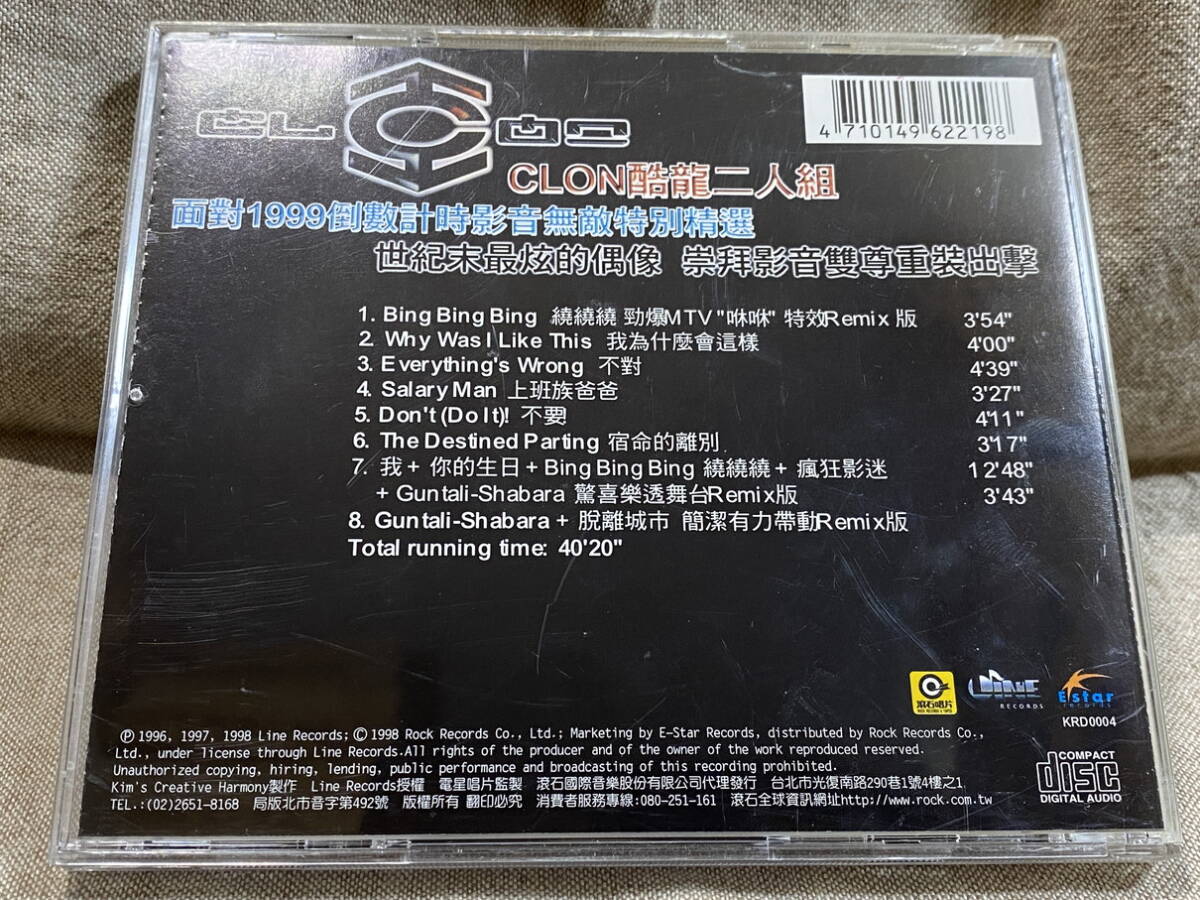 CLON
4 710149 622198
CLON酷龍二人組
面對1999倒數計時影音無敵特別精選
世紀末最炫的偶像 崇拜影音雙尊重裝出擊
1. Bing Bing Bing 繞繞繞 勁爆MTV "咻咻" 特效Remix 版 3'54"
2. Why Was I Like This 我為什麼會這樣 4'00"
3. Everything's Wrong 不對 4'39"
4. Salary Man 上班族爸爸 3'27"
5. Don't (Do It)! 不要! 4'11"
6. The Destined Parting 宿命的離別 3'17"
7. 我 + 你的生日 + Bing Bing Bing 繞繞繞 + 瘋狂影迷 12'48"
+ Guntali-Shabara 驚喜樂透舞台Remix版 3'43"
8. Guntali-Shabara + 脫離城市 簡潔有力帶動Remix版
Total running time: 40'20"
滾石唱片
LINE RECORDS
Estar records
KRD0004
Ⓟ 1996, 1997, 1998 Line Records; Ⓒ 1998 Rock Records Co., Ltd.; Marketing by E-Star Records, distributed by Rock Records Co.,
Ltd., under license through Line Records.All rights of the producer and of the owner of the work reproduced reserved.
Unauthorized copying, hiring, lending, public performance and broadcasting of this recording prohibited.
Kim's Creative Harmony製作 Line Records授權 電星唱片監製 滾石國際音樂股份有限公司代理發行 台北市光復南路290巷1號4樓之1
TEL.:(02)2651-8168 局版北市音字第492號 版權所有 翻印必究 消費者服務專線:080-251-161 滾石全球資訊網址http://www.rock.com.tw
COMPACT
disc
DIGITAL AUDIO